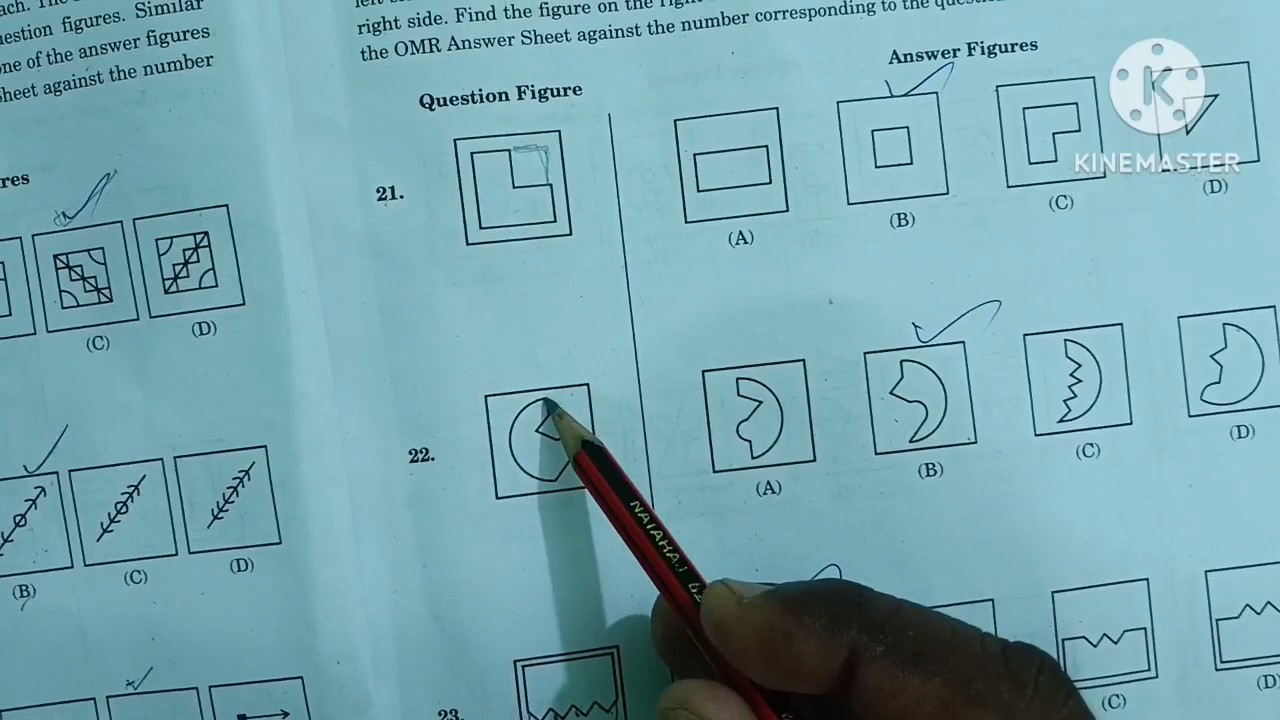 estion figures. Similar
ne of the answer figures
heet against the number
right side. Find the figure on the
the OMR Answer Sheet against the number corresponding to the
Question Figure
Answer Figures
K
KINEMASTER
21.
(A)
(B)
(C)
(D)
res
(C)
(D)
22.
(A)
(B)
(C)
(D)
(B)
(C)
(D)
NATARAJ
23.
(C)
(D)